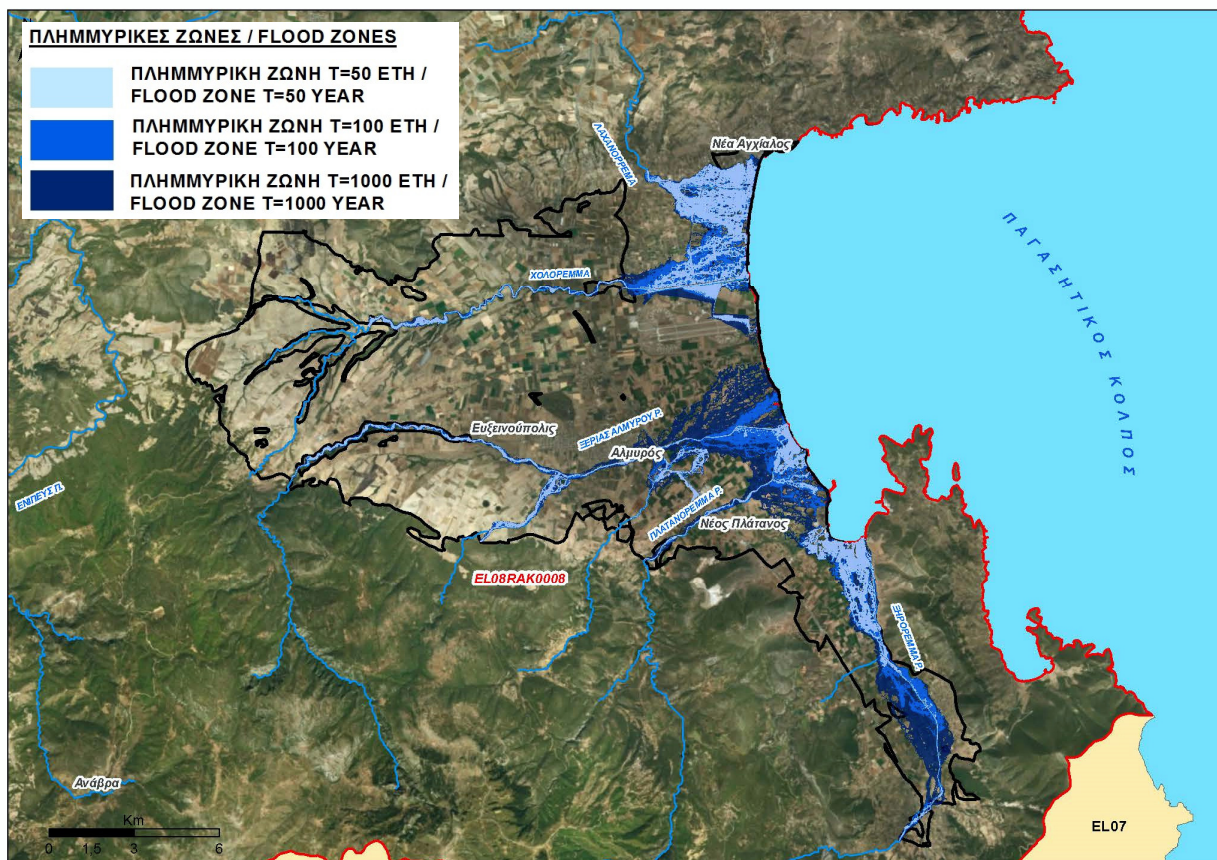 ΠΛΗΜΜΥΡΙΚΕΣ ΖΩΝΕΣ / FLOOD ZONES
ΠΛΗΜΜΥΡΙΚΗ ΖΩΝΗ T=50 ΕΤΗ /
FLOOD ZONE T=50 YEAR
ΠΛΗΜΜΥΡΙΚΗ ΖΩΝΗ T=100 ΕΤΗ /
FLOOD ZONE T=100 YEAR
ΠΛΗΜΜΥΡΙΚΗ ΖΩΝΗ T=1000 ΕΤΗ /
FLOOD ZONE T=1000 YEAR
ΛΑΧΑΝΟΡΡΕΜΑ
Νέα Αγχίαλος
ΠΑΓΑΣΗΤΙΚΟΣ ΚΟΛΠΟΣ
ΧΟΛΟΡΕΜΜΑ
Ευξεινούπολις
ΞΕΡΙΑΣ ΑΛΜΥΡΟΥ Ρ.
Αλμυρός
ΕΝΙΠΕΥΣ Π.
ΠΛΑΤΑΝΟΡΕΜΜΑ Ρ.
Νέος Πλάτανος
EL08RAK0008
ΞΗΡΟΡΕΜΜΑ Ρ.
Ανάβρα
Km
0 1,5 3 6
EL07